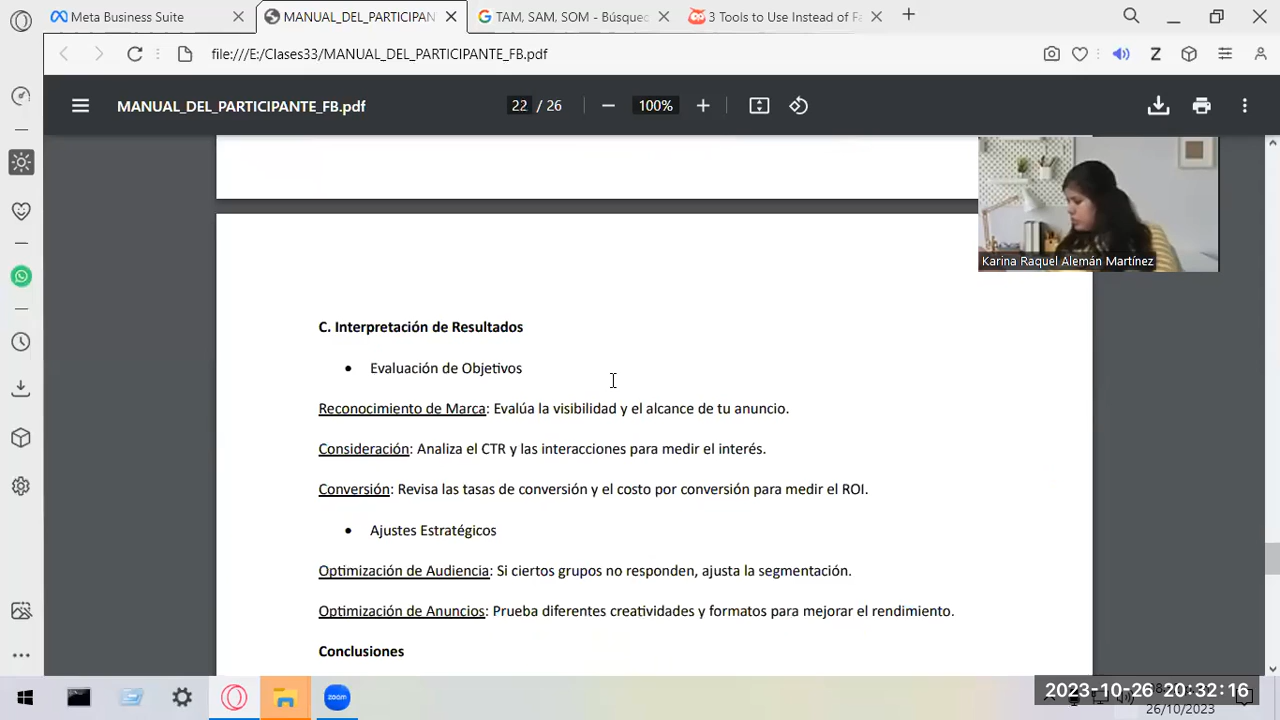 Meta Business Suite
MANUAL_DEL_PARTICIPAN
TAM, SAM, SOM - Búsque
3 Tools to Use Instead of Fa
file:///E:/Clases33/MANUAL_DEL_PARTICIPANTE_FB.pdf
Z
MANUAL_DEL_PARTICIPANTE_FB.pdf
22 / 26
100%
Karina Raquel Alemán Martínez
C. Interpretación de Resultados
• Evaluación de Objetivos
Reconocimiento de Marca: Evalúa la visibilidad y el alcance de tu anuncio.
Consideración: Analiza el CTR y las interacciones para medir el interés.
Conversión: Revisa las tasas de conversión y el costo por conversión para medir el ROI.
• Ajustes Estratégicos
Optimización de Audiencia: Si ciertos grupos no responden, ajusta la segmentación.
Optimización de Anuncios: Prueba diferentes creatividades y formatos para mejorar el rendimiento.
Conclusiones
zoom
2023-10-26 20:32:16
26/10/2023